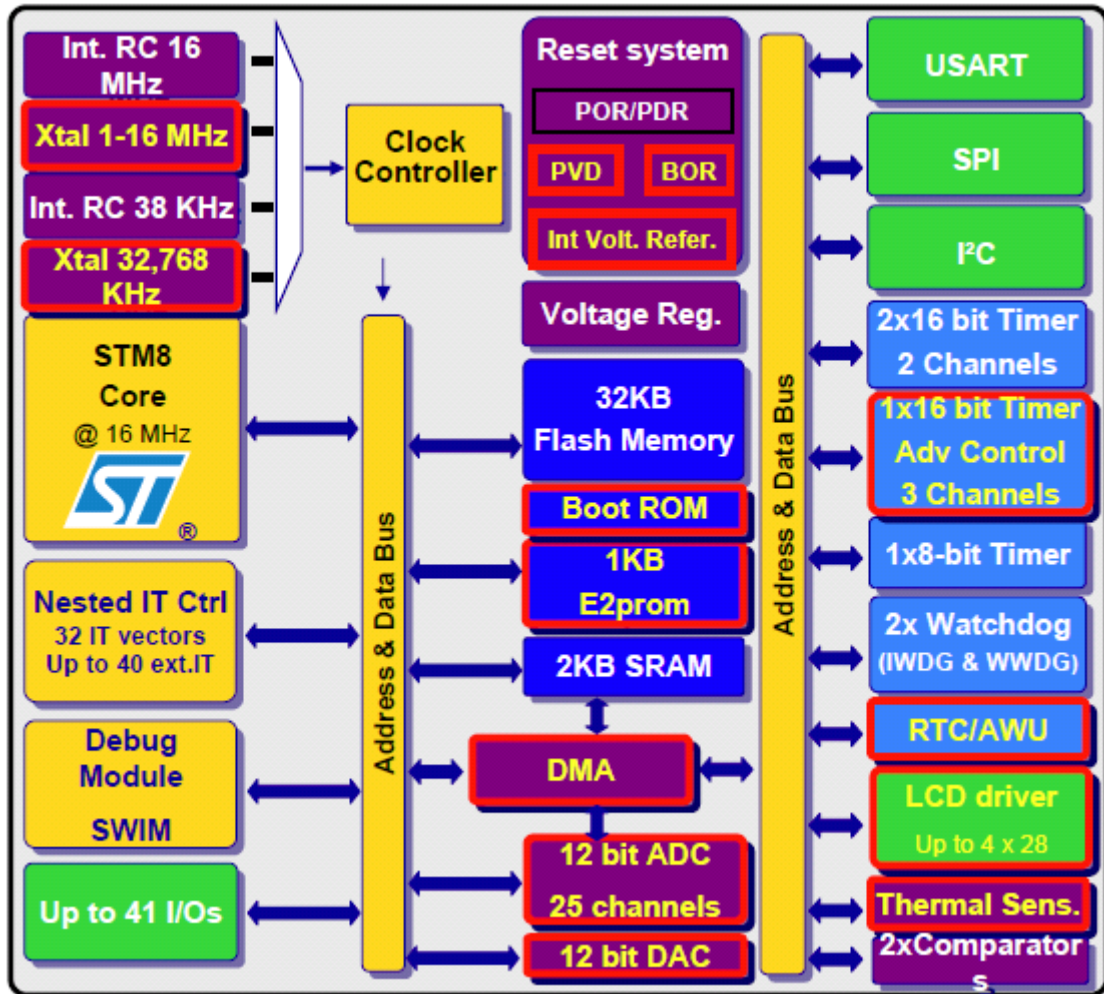 Int. RC 16
MHz
Xtal 1-16 MHz
Int. RC 38 KHz
Xtal 32,768
KHz
Clock
Controller
STM8
Core
@ 16 MHz
ST
®
Nested IT Ctrl
32 IT vectors
Up to 40 ext.IT
Debug
Module
SWIM
Up to 41 I/Os
Address & Data Bus
Reset system
POR/PDR
PVD
BOR
Int Volt. Refer.
Voltage Reg.
32KB
Flash Memory
Boot ROM
1KB
E2prom
2KB SRAM
DMA
12 bit ADC
25 channels
12 bit DAC
Address & Data Bus
USART
SPI
I²C
2x16 bit Timer
2 Channels
1x16 bit Timer
Adv Control
3 Channels
1x8-bit Timer
2x Watchdog
(IWDG & WWDG)
RTC/AWU
LCD driver
Up to 4 x 28
Thermal Sens.
2xComparator
s